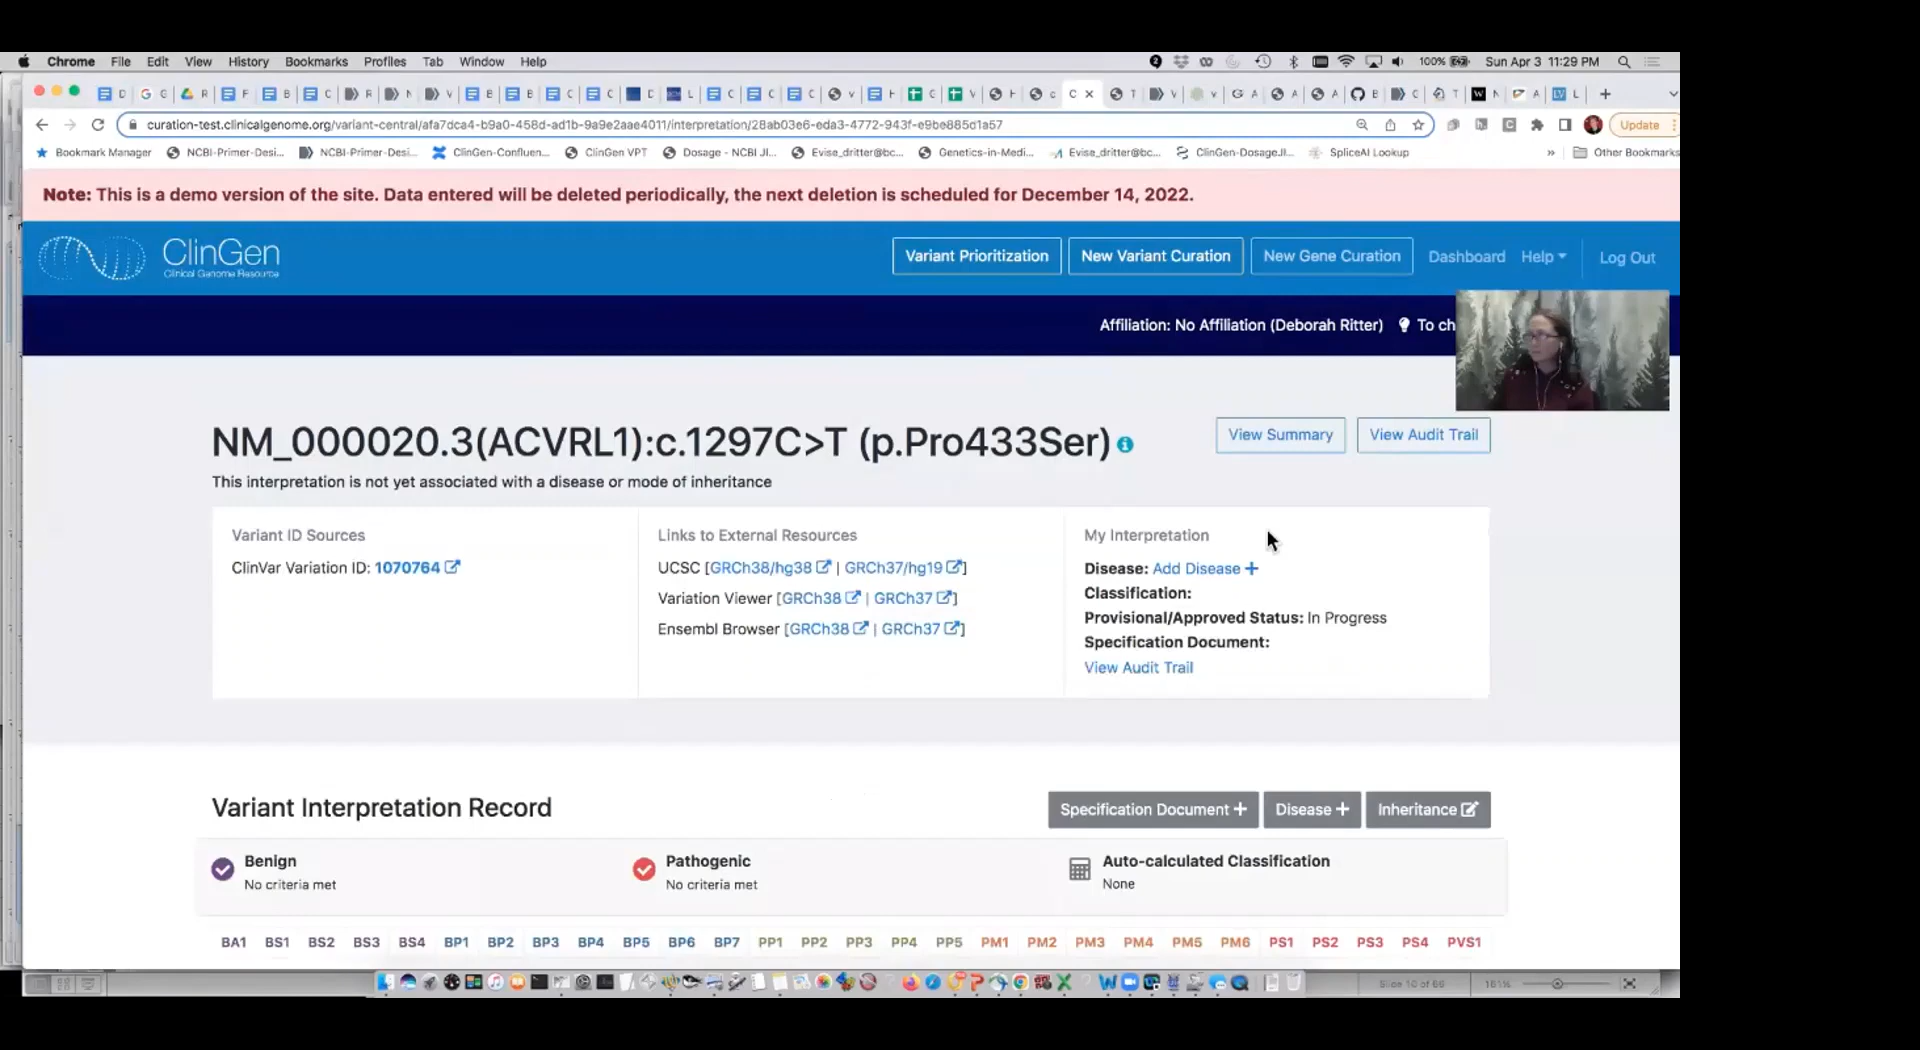 Chrome File Edit View History Bookmarks Profiles Tab Window Help 100% Sun Apr 3 11:29 PM
curation-test.clinicalgenome.org/variant-central/afa7dca4-b9a0-458d-ad1b-9a9e2aae4011/interpretation/28ab03e6-eda3-4772-943f-e9be885d1a57 Update
Bookmark Manager NCBI-Primer-Desi... NCBI-Primer-Desi... ClinGen-Confluen... ClinGen VPT Dosage - NCBI JI... Evise_dritter@bc... Genetics-in-Medi... Evise_dritter@bc... ClinGen-DosageJI... SpliceAI Lookup » Other Bookmarks
Note: This is a demo version of the site. Data entered will be deleted periodically, the next deletion is scheduled for December 14, 2022.
ClinGen
Clinical Genome Resource
Variant Prioritization New Variant Curation New Gene Curation Dashboard Help Log Out
Affiliation: No Affiliation (Deborah Ritter) To ch
NM_000020.3(ACVRL1):c.1297C>T (p.Pro433Ser)
View Summary View Audit Trail
This interpretation is not yet associated with a disease or mode of inheritance
Variant ID Sources
ClinVar Variation ID: 1070764
Links to External Resources
UCSC [GRCh38/hg38 | GRCh37/hg19]
Variation Viewer [GRCh38 | GRCh37]
Ensembl Browser [GRCh38 | GRCh37]
My Interpretation
Disease: Add Disease +
Classification:
Provisional/Approved Status: In Progress
Specification Document:
View Audit Trail
Variant Interpretation Record
Specification Document + Disease + Inheritance
Benign
No criteria met
Pathogenic
No criteria met
Auto-calculated Classification
None
BA1 BS1 BS2 BS3 BS4 BP1 BP2 BP3 BP4 BP5 BP6 BP7 PP1 PP2 PP3 PP4 PP5 PM1 PM2 PM3 PM4 PM5 PM6 PS1 PS2 PS3 PS4 PVS1